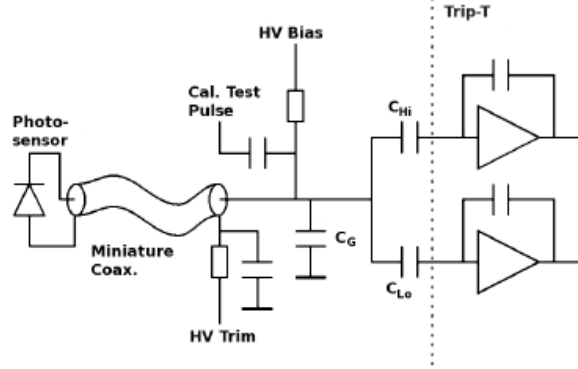 Trip-T
HV Bias
Cal. Test
Pulse
C_Hi
Photo-
sensor
Miniature
Coax.
C_G
C_Lo
HV Trim